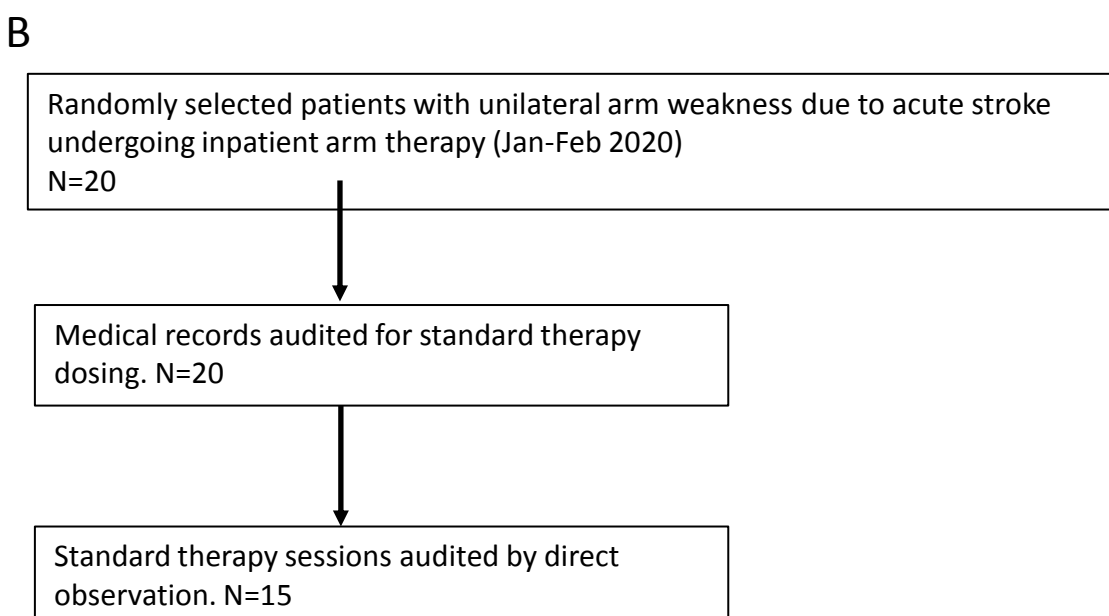 B
Randomly selected patients with unilateral arm weakness due to acute stroke
undergoing inpatient arm therapy (Jan-Feb 2020)
N=20
Medical records audited for standard therapy
dosing. N=20
Standard therapy sessions audited by direct
observation. N=15